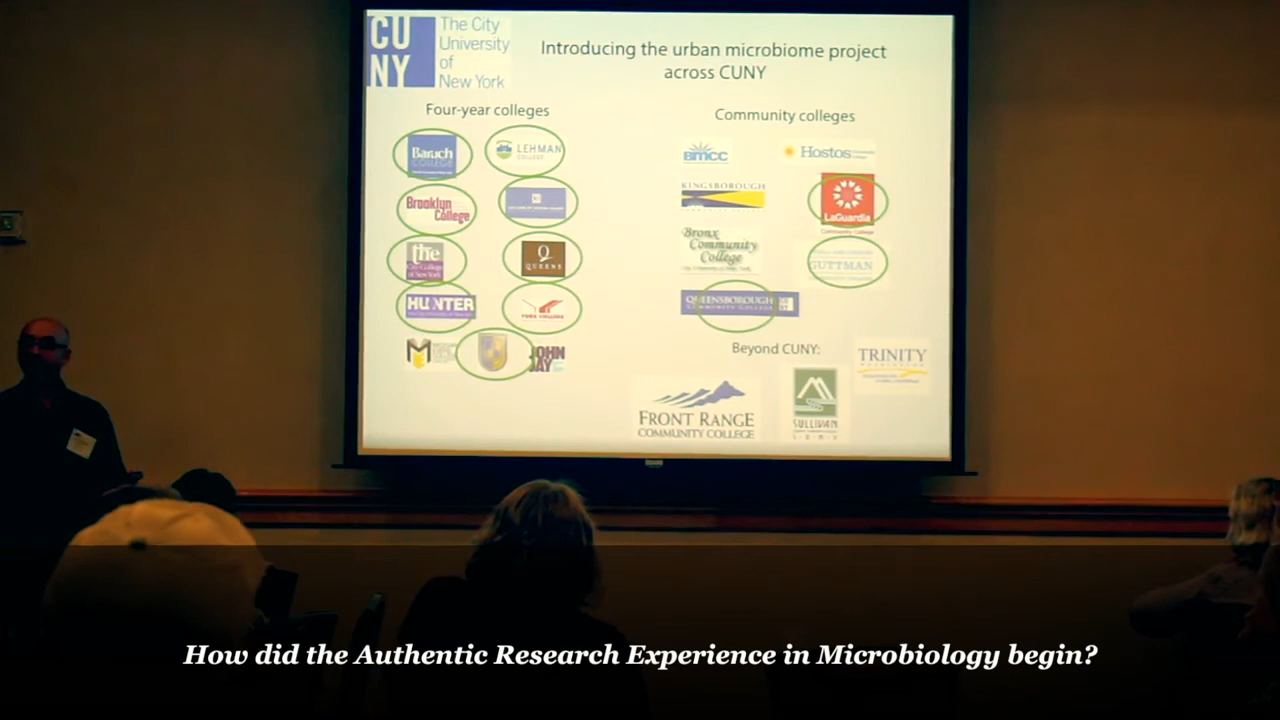 CU
NY
The City
University
of
New York
Introducing the urban microbiome project
across CUNY
Four-year colleges
Community colleges
Baruch
COLLEGE
LEHMAN
COLLEGE
Brooklyn
College
the
City College
of New York
QUEENS
HUNTER
YORK COLLEGE
JOHN
JAY
BMCC
Hostos
KINGSBOROUGH
LaGuardia
Community College
Bronx
Community
College
GUTTMAN
QUEENSBOROUGH
COMMUNITY COLLEGE
Beyond CUNY:
FRONT RANGE
COMMUNITY COLLEGE
SULLIVAN
SUNY
TRINITY
WASHINGTON
How did the Authentic Research Experience in Microbiology begin?